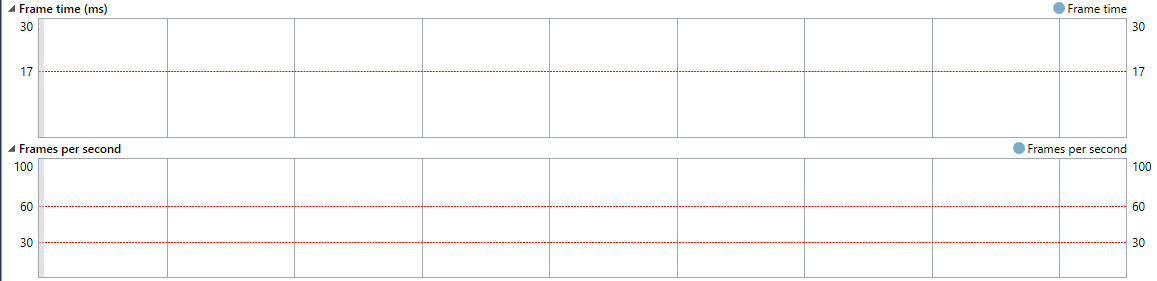 Frame time (ms) Frame time
30 30
17 17
Frames per second Frames per second
100 100
60 60
30 30